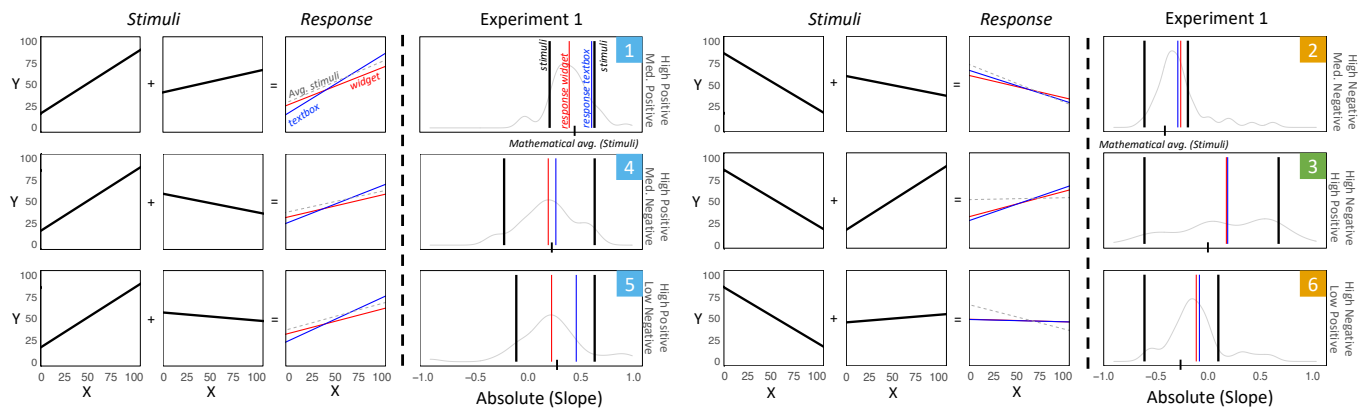 Stimuli Response Experiment 1 Stimuli Response Experiment 1
100
75
Y
50
25
0
+
=
Avg. stimuli
widget
textbox
stimuli
response widget
response textbox
stimuli
1
High Positive
Med. Positive
Mathematical avg. (Stimuli)
100
75
Y
50
25
0
+
=
2
High Negative
Med. Negative
Mathematical avg. (Stimuli)
100
75
Y
50
25
0
+
=
4
High Positive
Med. Negative
100
75
Y
50
25
0
+
=
3
High Negative
High Positive
100
75
Y
50
25
0
+
=
5
High Positive
Low Negative
0 25 50 75 100 0 25 50 75 100 0 25 50 75 100 −1.0 −0.5 0.0 0.5 1.0
X X X Absolute (Slope)
100
75
Y
50
25
0
+
=
6
High Negative
Low Positive
0 25 50 75 100 0 25 50 75 100 0 25 50 75 100 −1.0 −0.5 0.0 0.5 1.0
X X X Absolute (Slope)